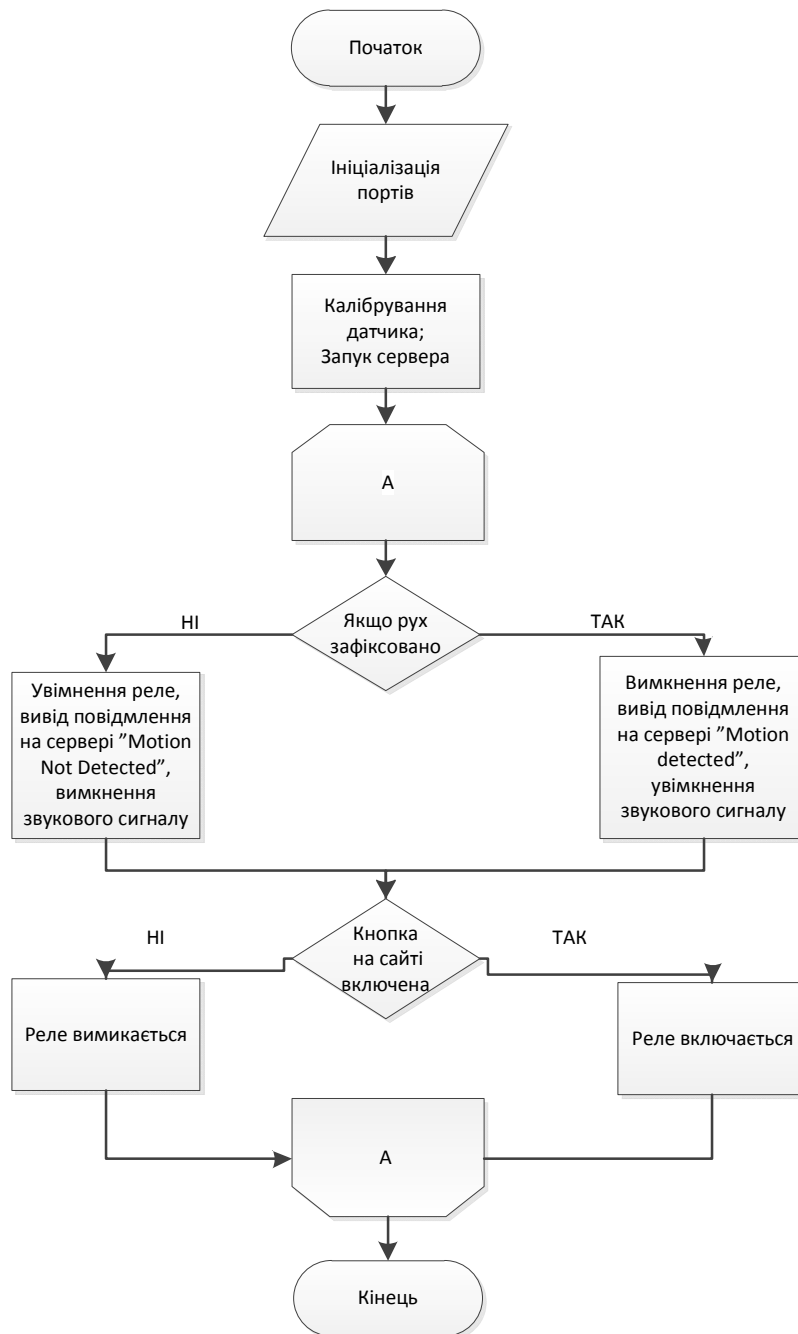 Початок
Ініціалізація
портів
Калібрування
датчика;
Запук сервера
А
Якщо рух
зафіксовано
НІ
ТАК
Увімнення реле,
вивід повідмлення
на сервері ”Motion
Not Detected”,
вимкнення
звукового сигналу
Вимкнення реле,
вивід повідмлення
на сервері ”Motion
detected”,
увімкнення
звукового сигналу
Кнопка
на сайті
включена
НІ
ТАК
Реле вимикається
Реле включається
А
Кінець